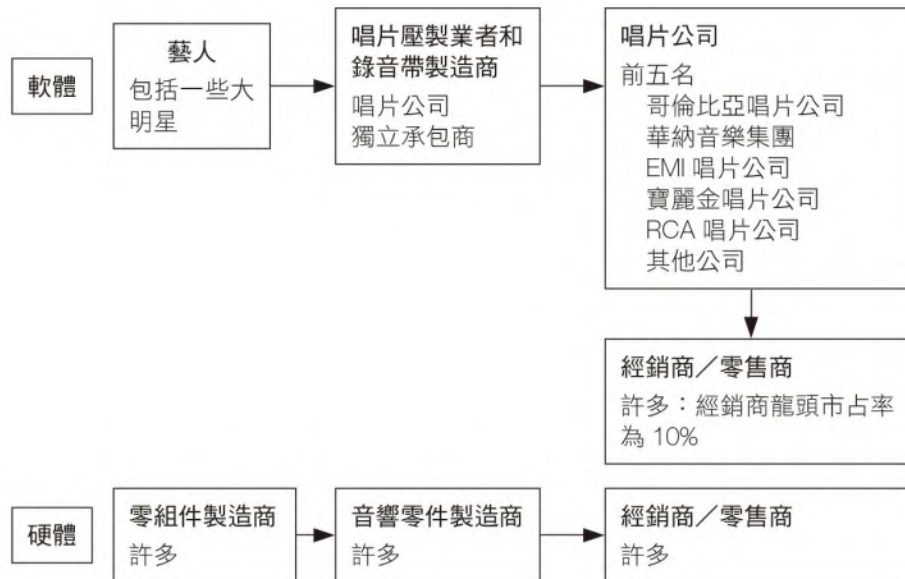 軟體
藝人
包括一些大
明星
唱片壓製業者和
錄音帶製造商
唱片公司
獨立承包商
唱片公司
前五名
哥倫比亞唱片公司
華納音樂集團
EMI 唱片公司
寶麗金唱片公司
RCA 唱片公司
其他公司
經銷商／零售商
許多：經銷商龍頭市占率
為 10%
硬體
零組件製造商
許多
音響零件製造商
許多
經銷商／零售商
許多